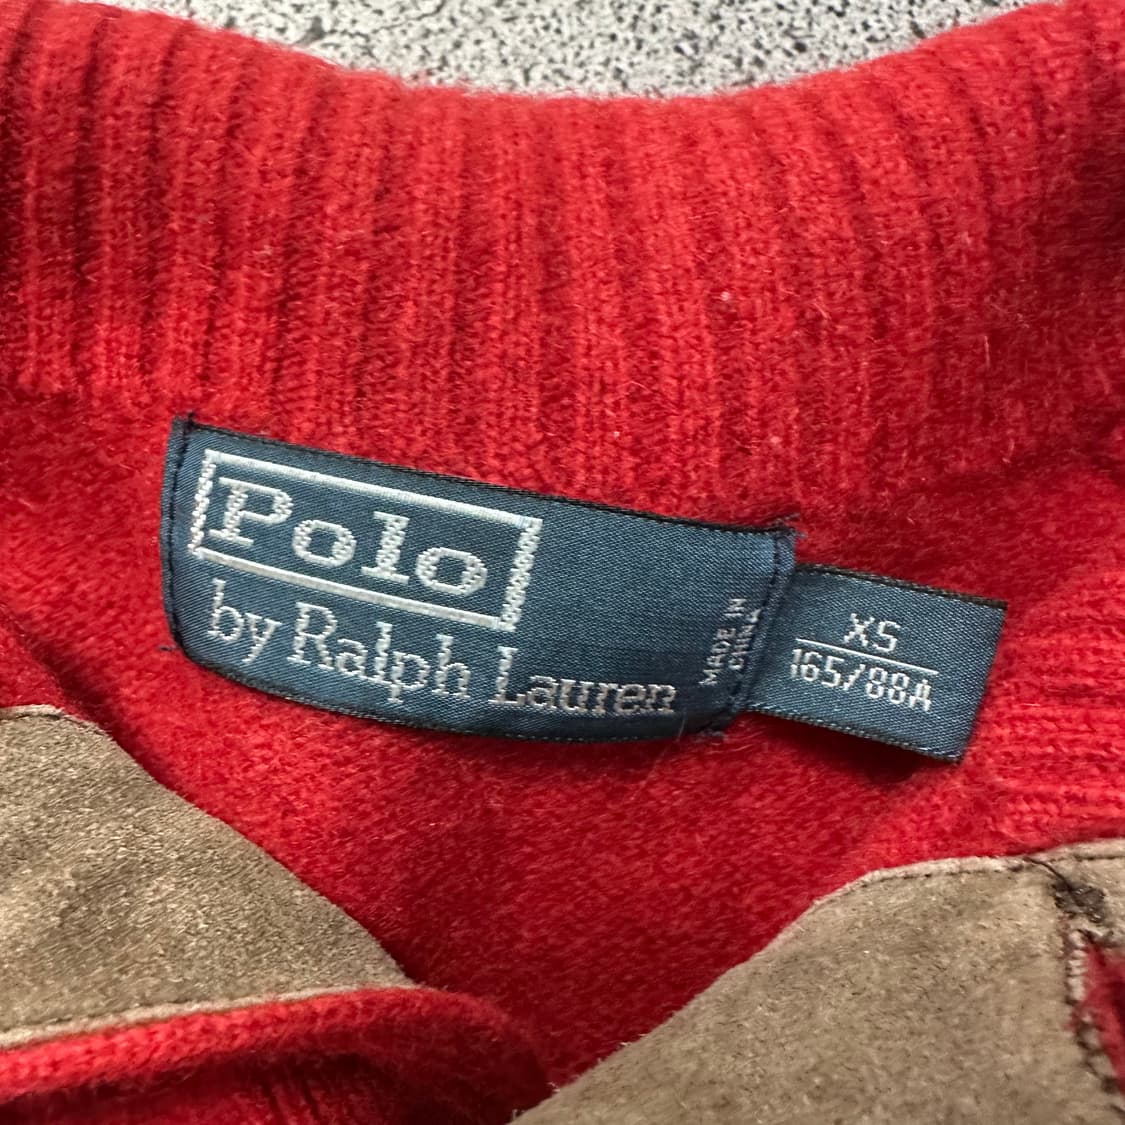 Polo
by Ralph Lauren
MADE IN
CHINA
XS
165/88A